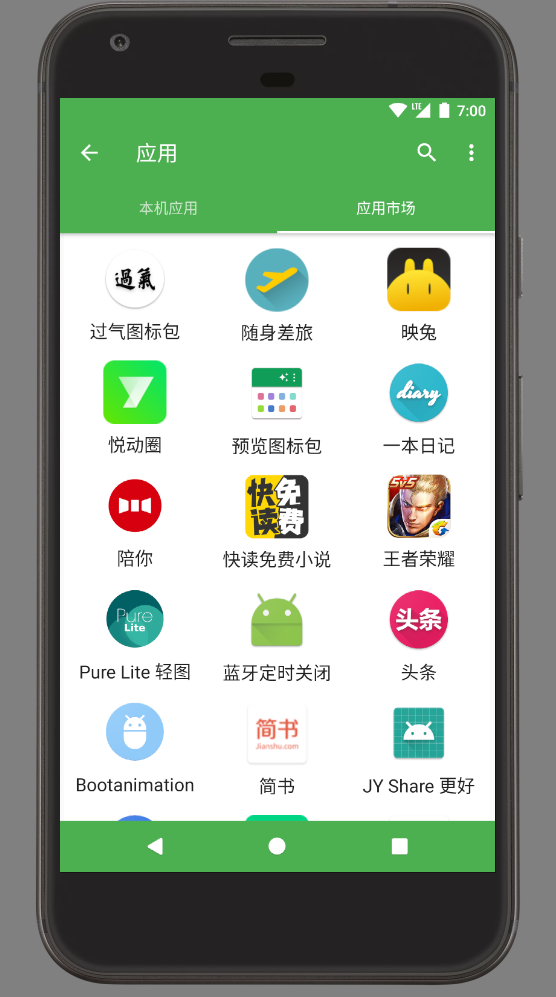 LTE 7:00
应用
本机应用 应用市场
過氣
过气图标包 随身差旅 映兔
diary
悦动圈 预览图标包 一本日记
快读 免费
5v5
陪你 快读免费小说 王者荣耀
Pure Lite
头条
Pure Lite 轻图 蓝牙定时关闭 头条
简书
Jianshu.com
Bootanimation 简书 JY Share 更好